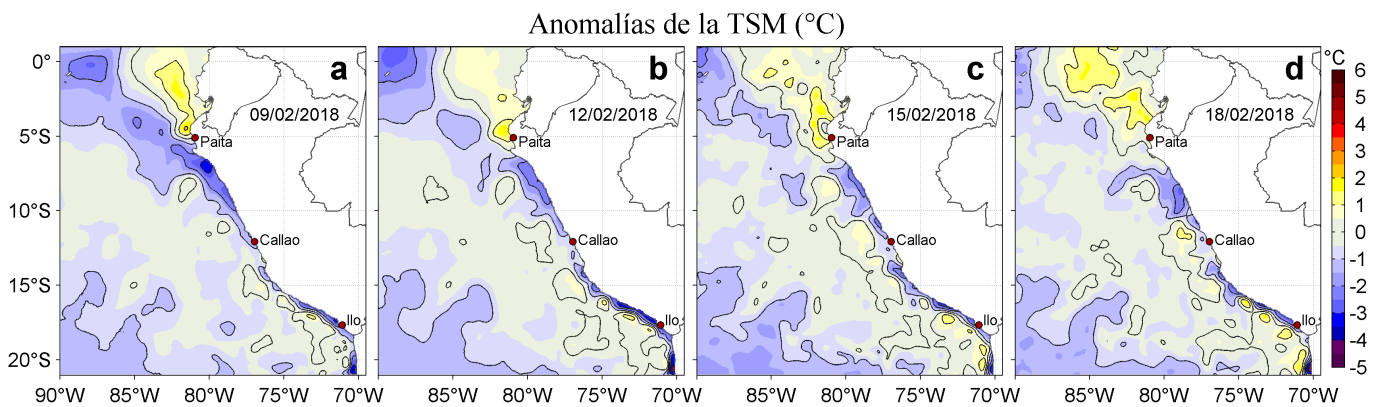 Anomalías de la TSM (°C)
0°
5°S
10°S
15°S
20°S
a
09/02/2018
Paita
Callao
Ilo
90°W 85°W 80°W 75°W 70°W
b
12/02/2018
Paita
Callao
Ilo
85°W 80°W 75°W 70°W
c
15/02/2018
Paita
Callao
Ilo
85°W 80°W 75°W 70°W
d
18/02/2018
Paita
Callao
Ilo
85°W 80°W 75°W 70°W
°C
6
5
4
3
2
1
0
-1
-2
-3
-4
-5